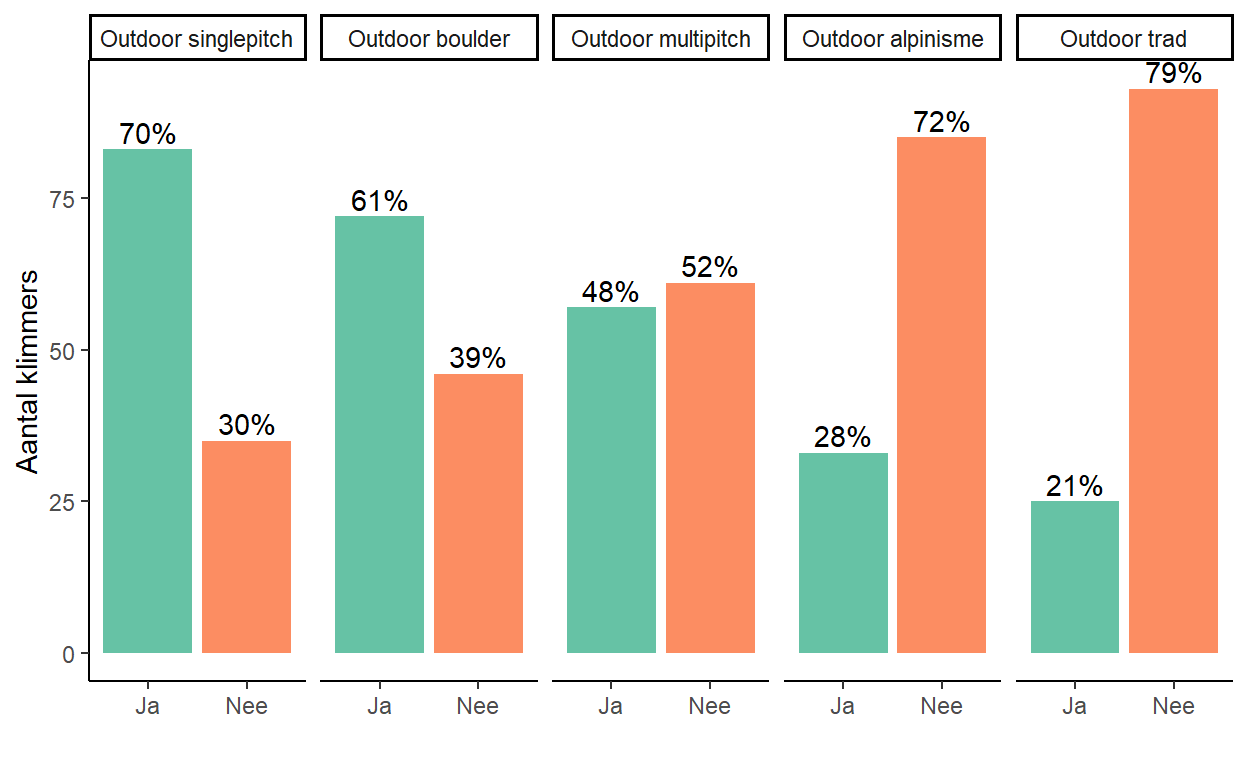 Outdoor singlepitch
Outdoor boulder
Outdoor multipitch
Outdoor alpinisme
Outdoor trad
Aantal klimmers
75
50
25
0
70%
30%
61%
39%
48%
52%
28%
72%
21%
79%
Ja
Nee
Ja
Nee
Ja
Nee
Ja
Nee
Ja
Nee